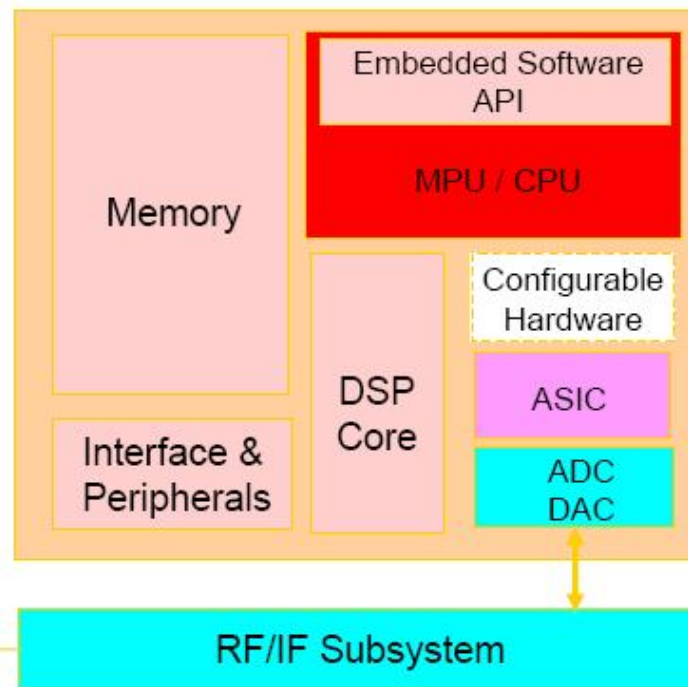 Memory
Embedded Software
API
MPU / CPU
Configurable
Hardware
DSP
Core
ASIC
Interface &
Peripherals
ADC
DAC
RF/IF Subsystem